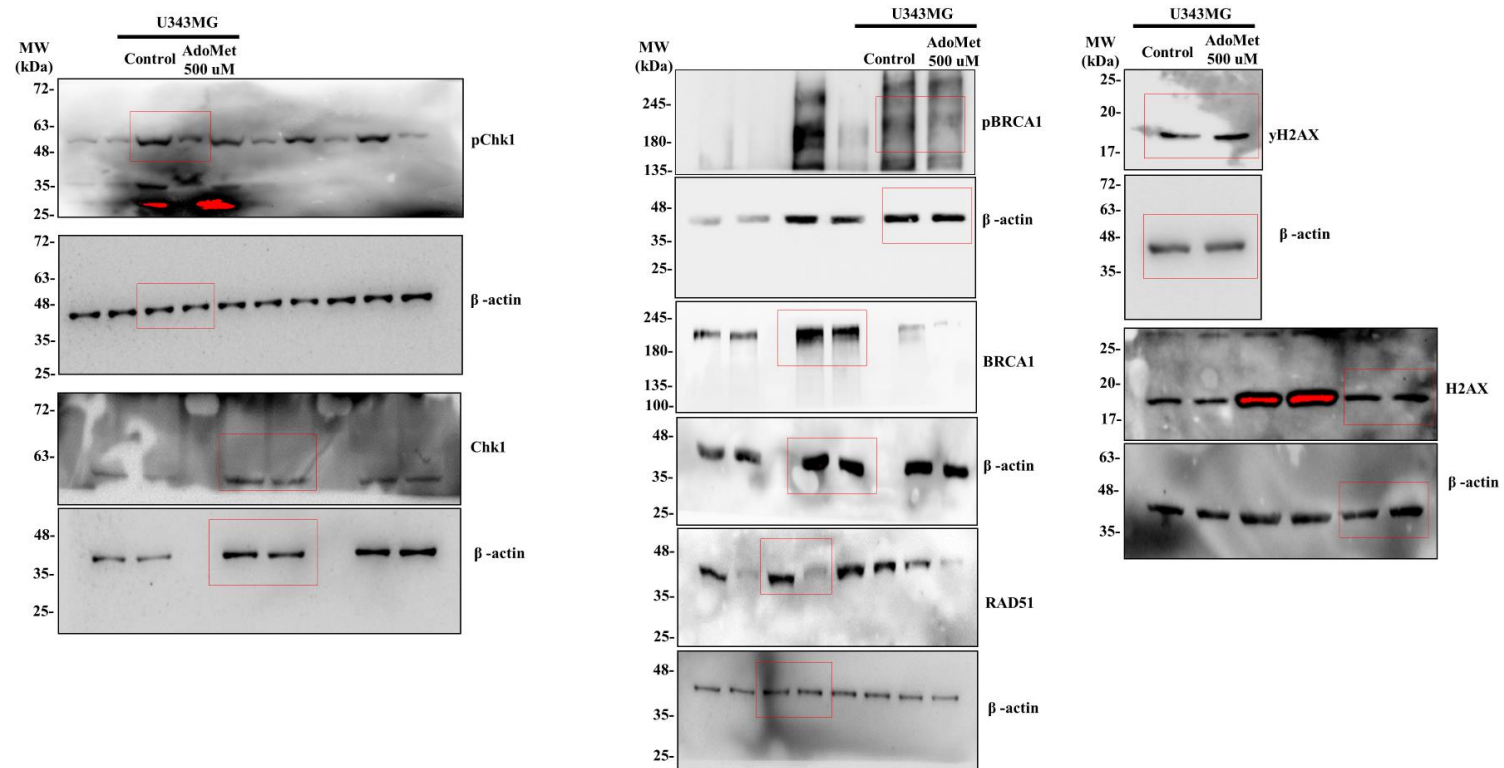 U343MG
MW
(kDa)
Control
AdoMet
500 uM
72-
63-
48-
35-
25-
pChk1
72-
63-
48-
35-
25-
β -actin
72-
63-
Chk1
48-
35-
25-
β -actin
U343MG
MW
(kDa)
Control
AdoMet
500 uM
245-
180-
135-
pBRCA1
48-
35-
25-
β -actin
245-
180-
135-
100-
BRCA1
48-
35-
25-
β -actin
48-
35-
25-
RAD51
48-
35-
25-
β -actin
U343MG
MW
(kDa)
Control
AdoMet
500 uM
25-
20-
17-
yH2AX
72-
63-
48-
35-
β -actin
25-
20-
17-
H2AX
63-
48-
35-
β -actin